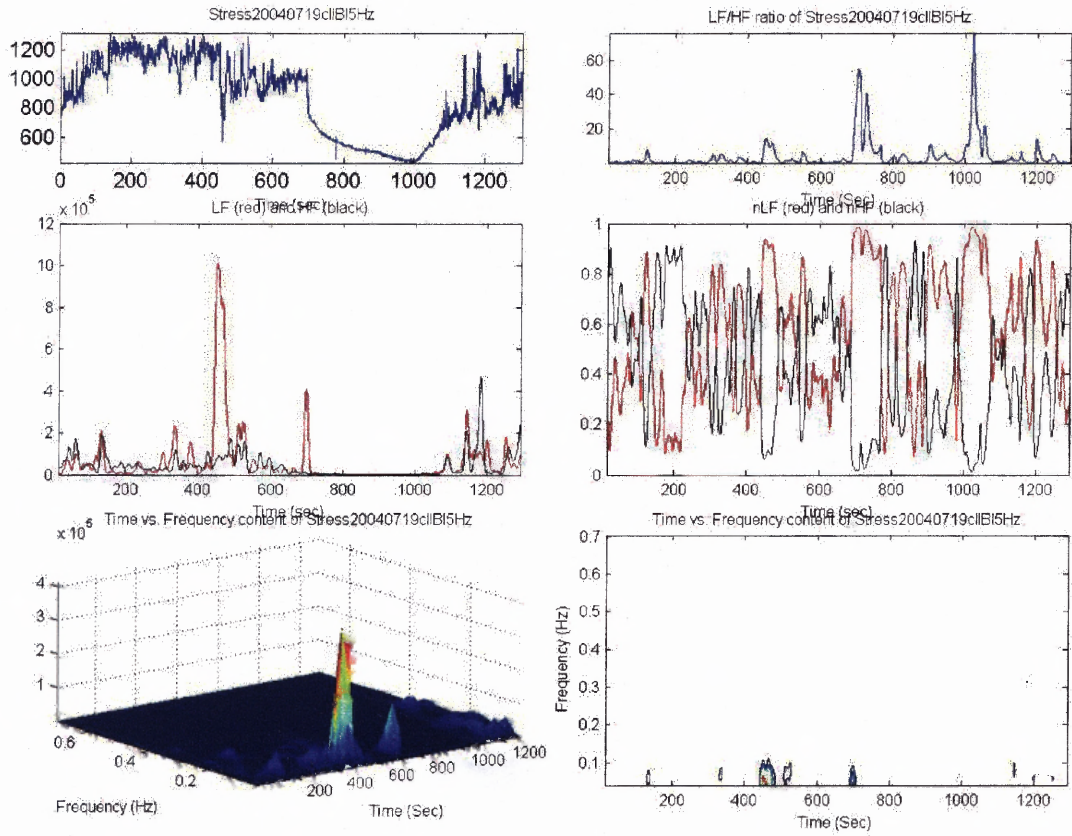 Stress20040719clIBI5Hz
1200
1000
800
600
0 200 400 600 800 1000 1200
Time (sec)
LF/HF ratio of Stress20040719clIBI5Hz
60
40
20
200 400 600 800 1000 1200
Time (Sec)
x 10^5
LF (red) and HF (black)
12
10
8
6
4
2
0
200 400 600 800 1000 1200
Time (sec)
nLF (red) and nHF (black)
1
0.8
0.6
0.4
0.2
0
200 400 600 800 1000 1200
Time (sec)
Time vs. Frequency content of Stress20040719clIBI5Hz
x 10^5
4
3
2
1
0.6
0.4
0.2
Frequency (Hz)
200 400 600 800 1000 1200
Time (Sec)
Time vs. Frequency content of Stress20040719clIBI5Hz
0.7
0.6
0.5
0.4
0.3
0.2
0.1
Frequency (Hz)
200 400 600 800 1000 1200
Time (Sec)